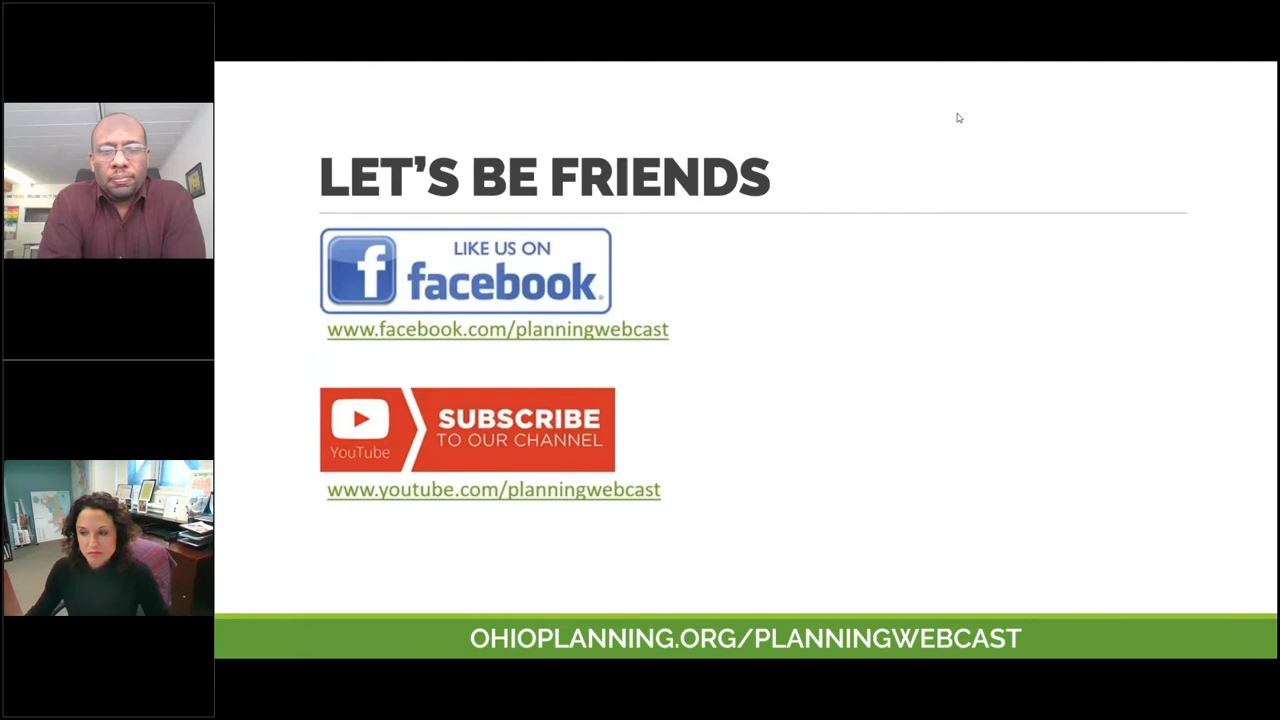 LET'S BE FRIENDS
LIKE US ON
facebook.
www.facebook.com/planningwebcast
SUBSCRIBE
TO OUR CHANNEL
YouTube
www.youtube.com/planningwebcast
OHIOPLANNING.ORG/PLANNINGWEBCAST